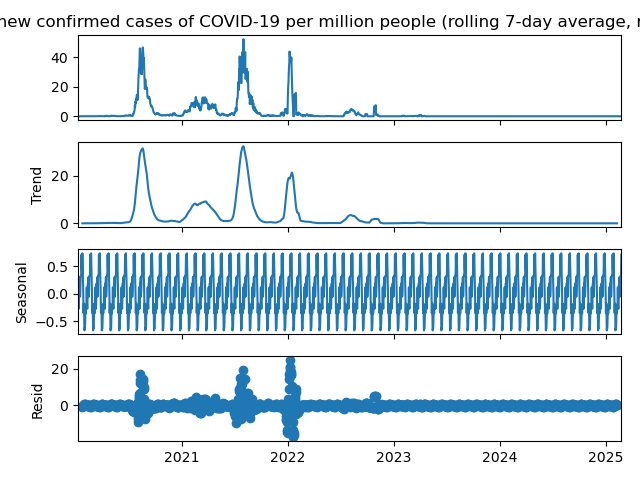 new confirmed cases of COVID-19 per million people (rolling 7-day average, r
40
20
0
Trend
20
0
Seasonal
0.5
0.0
−0.5
Resid
20
0
2021 2022 2023 2024 2025